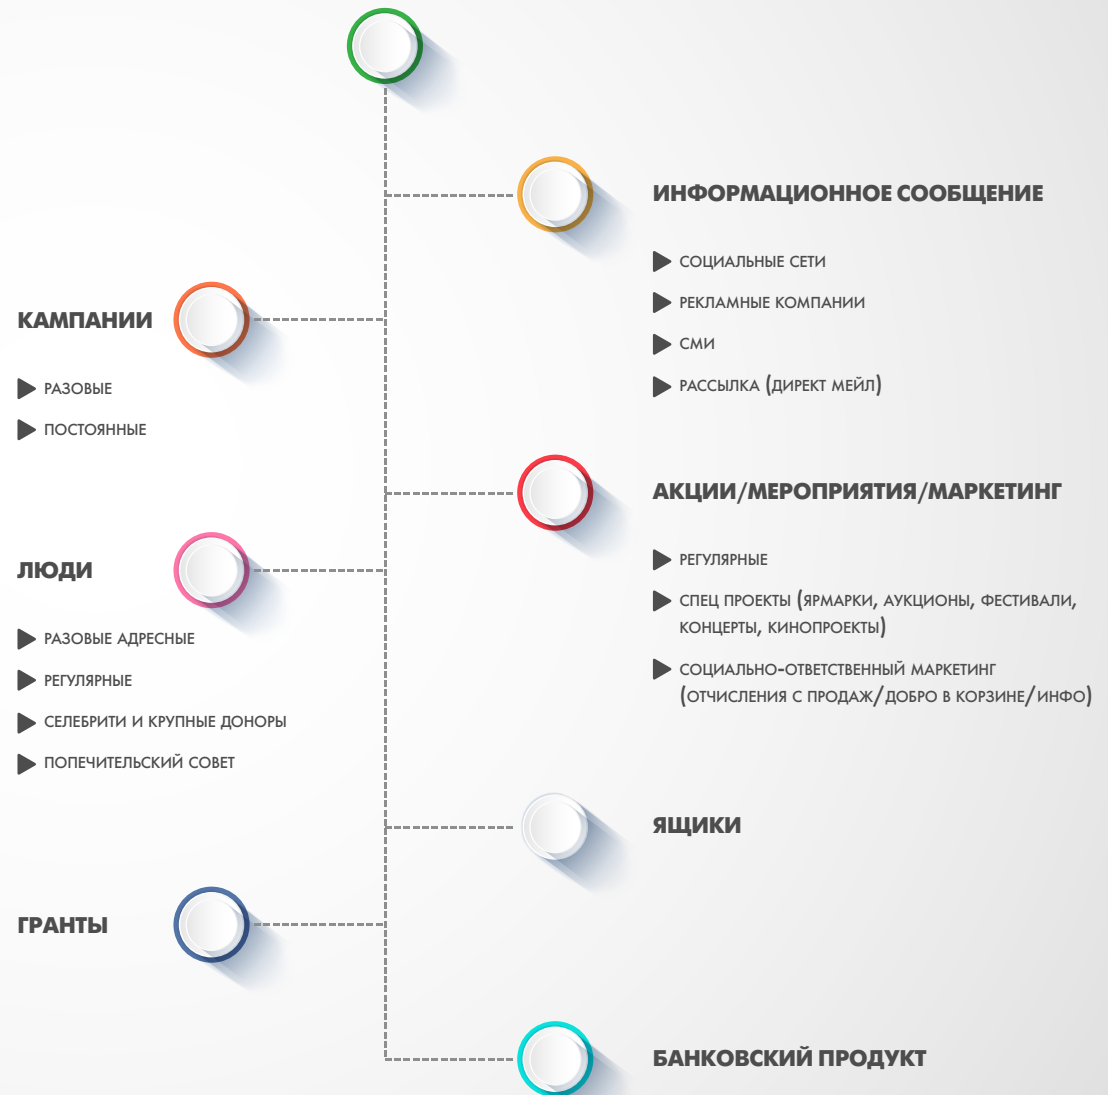 ИНФОРМАЦИОННОЕ СООБЩЕНИЕ
СОЦИАЛЬНЫЕ СЕТИ
РЕКЛАМНЫЕ КОМПАНИИ
СМИ
РАССЫЛКА (ДИРЕКТ МЕЙЛ)
КАМПАНИИ
РАЗОВЫЕ
ПОСТОЯННЫЕ
АКЦИИ/МЕРОПРИЯТИЯ/МАРКЕТИНГ
РЕГУЛЯРНЫЕ
СПЕЦ ПРОЕКТЫ (ЯРМАРКИ, АУКЦИОНЫ, ФЕСТИВАЛИ,
КОНЦЕРТЫ, КИНОПРОЕКТЫ)
СОЦИАЛЬНО-ОТВЕТСТВЕННЫЙ МАРКЕТИНГ
(ОТЧИСЛЕНИЯ С ПРОДАЖ/ДОБРО В КОРЗИНЕ/ИНФО)
ЛЮДИ
РАЗОВЫЕ АДРЕСНЫЕ
РЕГУЛЯРНЫЕ
СЕЛЕБРИТИ И КРУПНЫЕ ДОНОРЫ
ПОПЕЧИТЕЛЬСКИЙ СОВЕТ
ЯЩИКИ
ГРАНТЫ
БАНКОВСКИЙ ПРОДУКТ